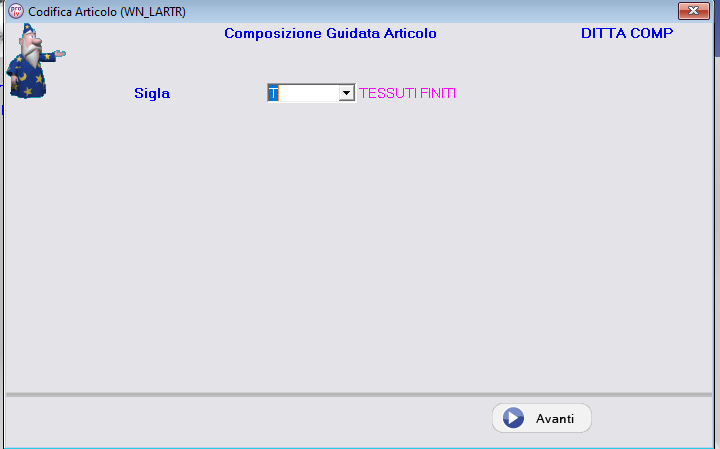 Codifica Articolo (WN_LARTR)
Composizione Guidata Articolo DITTA COMP
Sigla T TESSUTI FINITI
Avanti